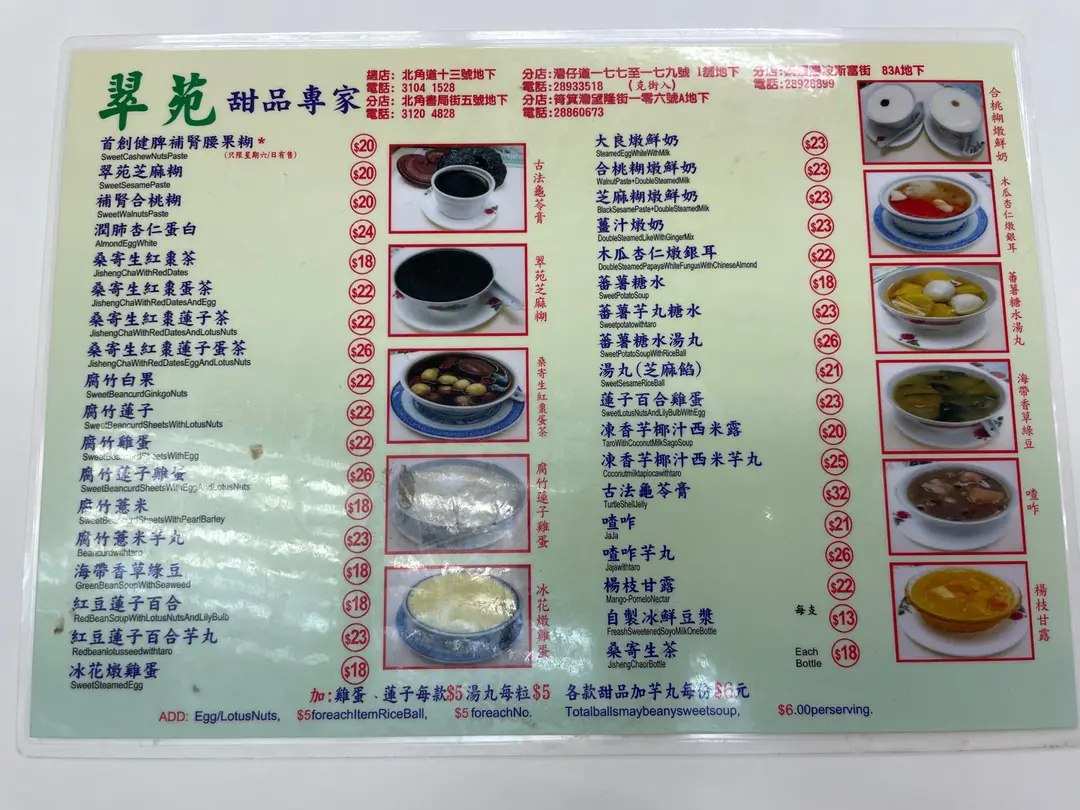 翠苑 甜品專家
總店: 北角道十三號地下
電話: 3104 1528
分店: 北角書局街五號地下
電話: 3120 4828
分店:灣仔道一七七至一七九號 1舖地下
電話:28933518 (克街入)
分店:筲箕灣望隆街一零六號A地下
電話:28860673
凌斯富街 83A地下
電話:28928899
首創健脾補腎腰果糊* $20
SweetCashewNutsPaste (只限星期六/日有售)
翠苑芝麻糊 $20
SweetSesamePaste
補腎合桃糊 $20
SweetWalnutsPaste
潤肺杏仁蛋白 $24
AlmondEggWhite
桑寄生紅棗茶 $18
JishengChaWithRedDates
桑寄生紅棗蛋茶 $22
JishengChaWithRedDatesAndEgg
桑寄生紅棗蓮子茶 $22
JishengChaWithRedDatesAndLotusNuts
桑寄生紅棗蓮子蛋茶 $26
JishengChaWithRedDatesEggAndLotusNuts
腐竹白果 $22
SweetBeancurdGinkgoNuts
腐竹蓮子 $22
SweetBeancurdSheetsWithLotusNuts
腐竹雞蛋 $22
SweetBeancurdSheetsWithEgg
腐竹蓮子雞蛋 $26
SweetBeancurdSheetsWithEggAndLotusNuts
腐竹薏米 $18
SweetBeancurdSheetsWithPearlBarley
腐竹薏米芋丸 $23
Beancurdwithtaro
海帶香草綠豆 $18
GreenBeanSoupWithSeaweed
紅豆蓮子百合 $18
RedBeanSoupWithLotusNutsAndLilyBulb
紅豆蓮子百合芋丸 $23
Redbeanlotusseedwithtaro
冰花燉雞蛋 $18
SweetSteamedEgg
古法龜苓膏
翠苑芝麻糊
桑寄生紅棗蛋茶
腐竹蓮子雞蛋
冰花燉雞蛋
大良燉鮮奶 $23
SteamedEggWhiteWithMilk
合桃糊燉鮮奶 $23
WalnutPaste+DoubleSteamedMilk
芝麻糊燉鮮奶 $23
BlackSesamePaste+DoubleSteamedMilk
薑汁燉奶 $23
DoubleSteamedLikeWithGingerMix
木瓜杏仁燉銀耳 $22
DoubleSteamedPapayaWhiteFungusWithChineseAlmond
番薯糖水 $18
SweetPotatoSoup
番薯芋丸糖水 $23
Sweetpotatowithtaro
番薯糖水湯丸 $26
SweetPotatoSoupWithRiceBall
湯丸(芝麻餡) $21
SweetSesameRiceBall
蓮子百合雞蛋 $23
SweetLotusNutsAndLilyBulbWithEgg
凍香芋椰汁西米露 $20
TaroWithCoconutMilkSagoSoup
凍香芋椰汁西米芋丸 $25
Coconutmilktapiocawithtaro
古法龜苓膏 $32
TurtleShellJelly
喳咋 $21
JaJa
喳咋芋丸 $26
Jajawithtaro
楊枝甘露 $22
Mango-PomeloNectar
自製冰鮮豆漿 每支 $13
FreashSweetenedSoyoMilkOneBottle
桑寄生茶 Each Bottle $18
JishengChaorBottle
合桃糊燉鮮奶
木瓜杏仁燉銀耳
蕃薯糖水湯丸
海帶香草綠豆
喳咋
楊枝甘露
加:雞蛋、蓮子每款$5湯丸每粒$5 各款甜品加芋丸每份$6元
ADD: Egg/LotusNuts, $5foreachItemRiceBall, $5foreachNo. Totalballsmaybeanysweetsoup, $6.00perserving.